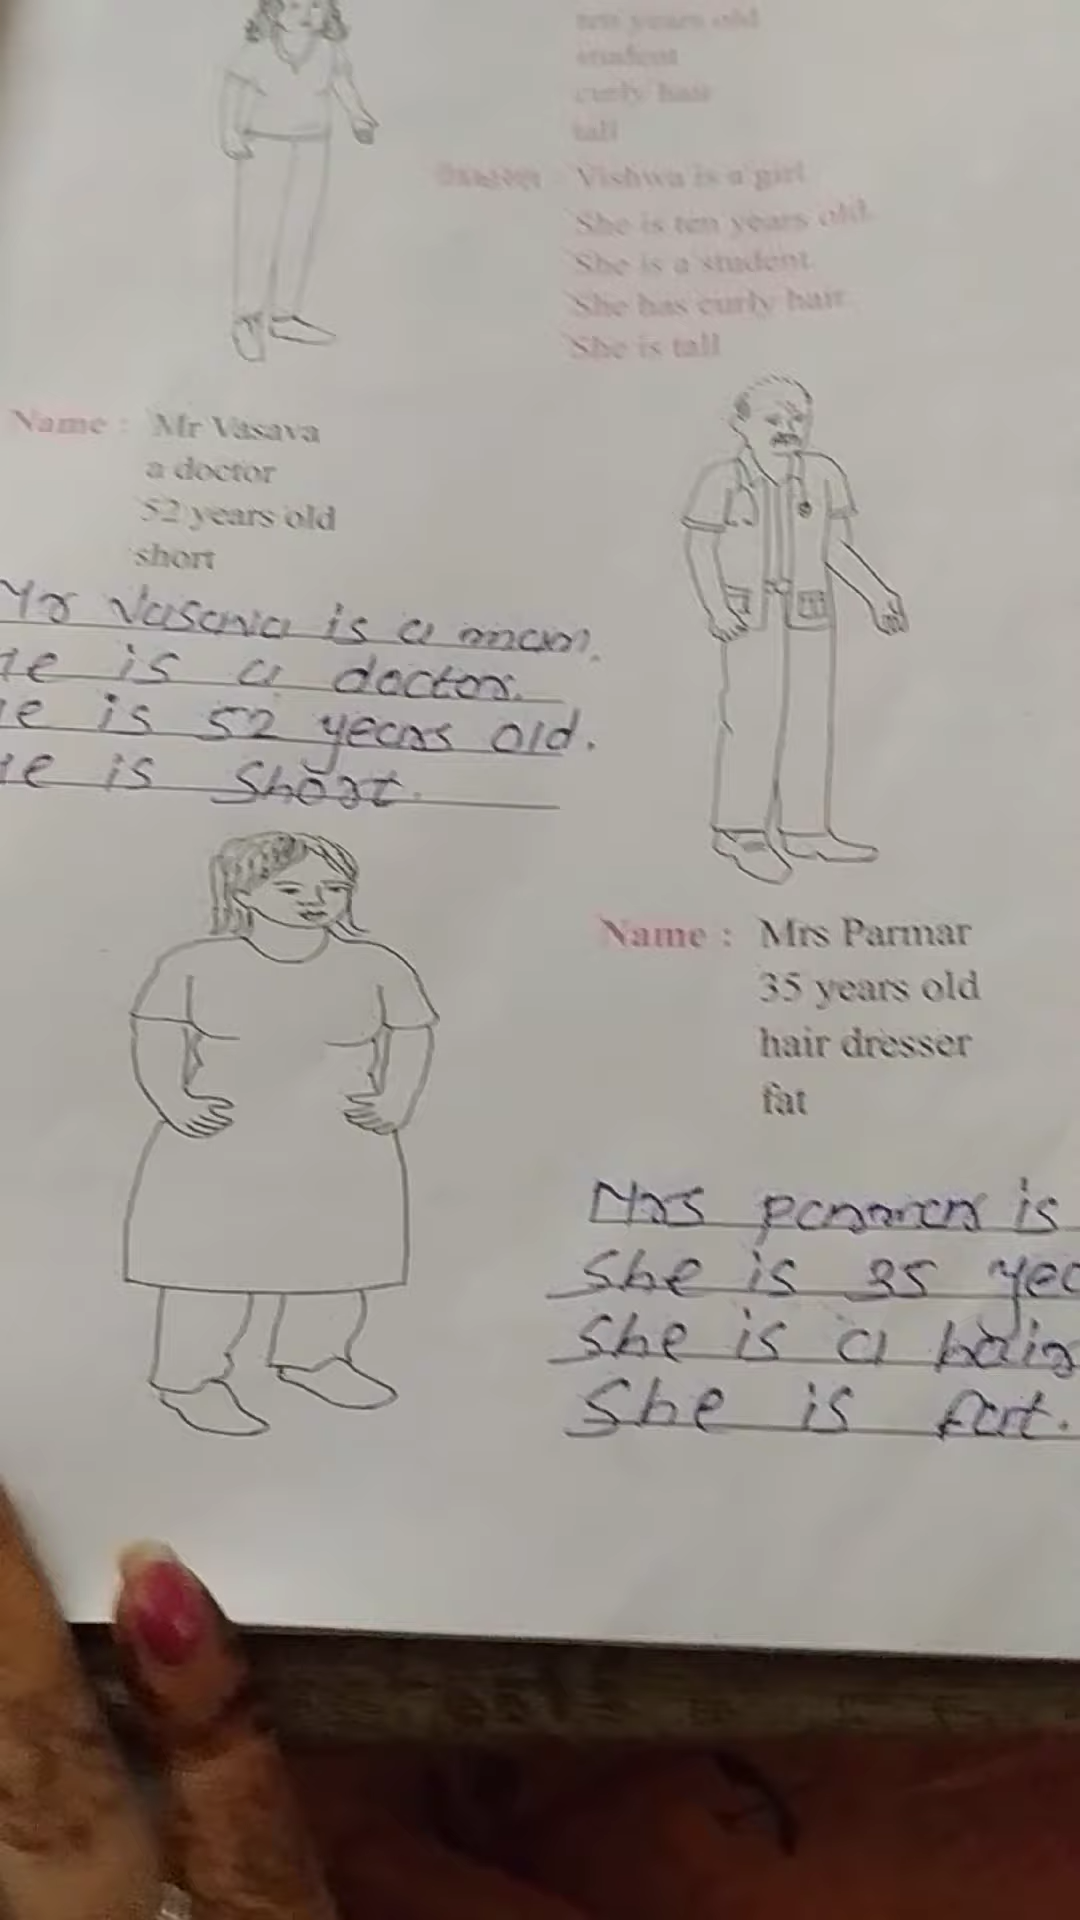 ten years old
student
curly hair
tall
Vishwa is a girl
She is ten years old.
She is a student.
She has curly hair.
She is tall
Name : Mr Vasava
a doctor
52 years old
short
Mr Vasava is a man.
He is a doctor.
He is 52 years old.
He is short.
Name : Mrs Parmar
35 years old
hair dresser
fat
Mrs parmar is
She is 35 yea
She is a hair
She is fat.